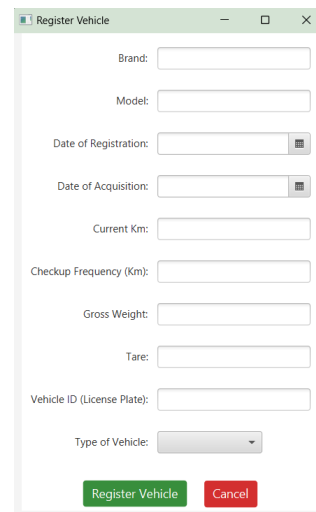 Register Vehicle
Brand:
Model:
Date of Registration:
Date of Acquisition:
Current Km:
Checkup Frequency (Km):
Gross Weight:
Tare:
Vehicle ID (License Plate):
Type of Vehicle:
Register Vehicle Cancel